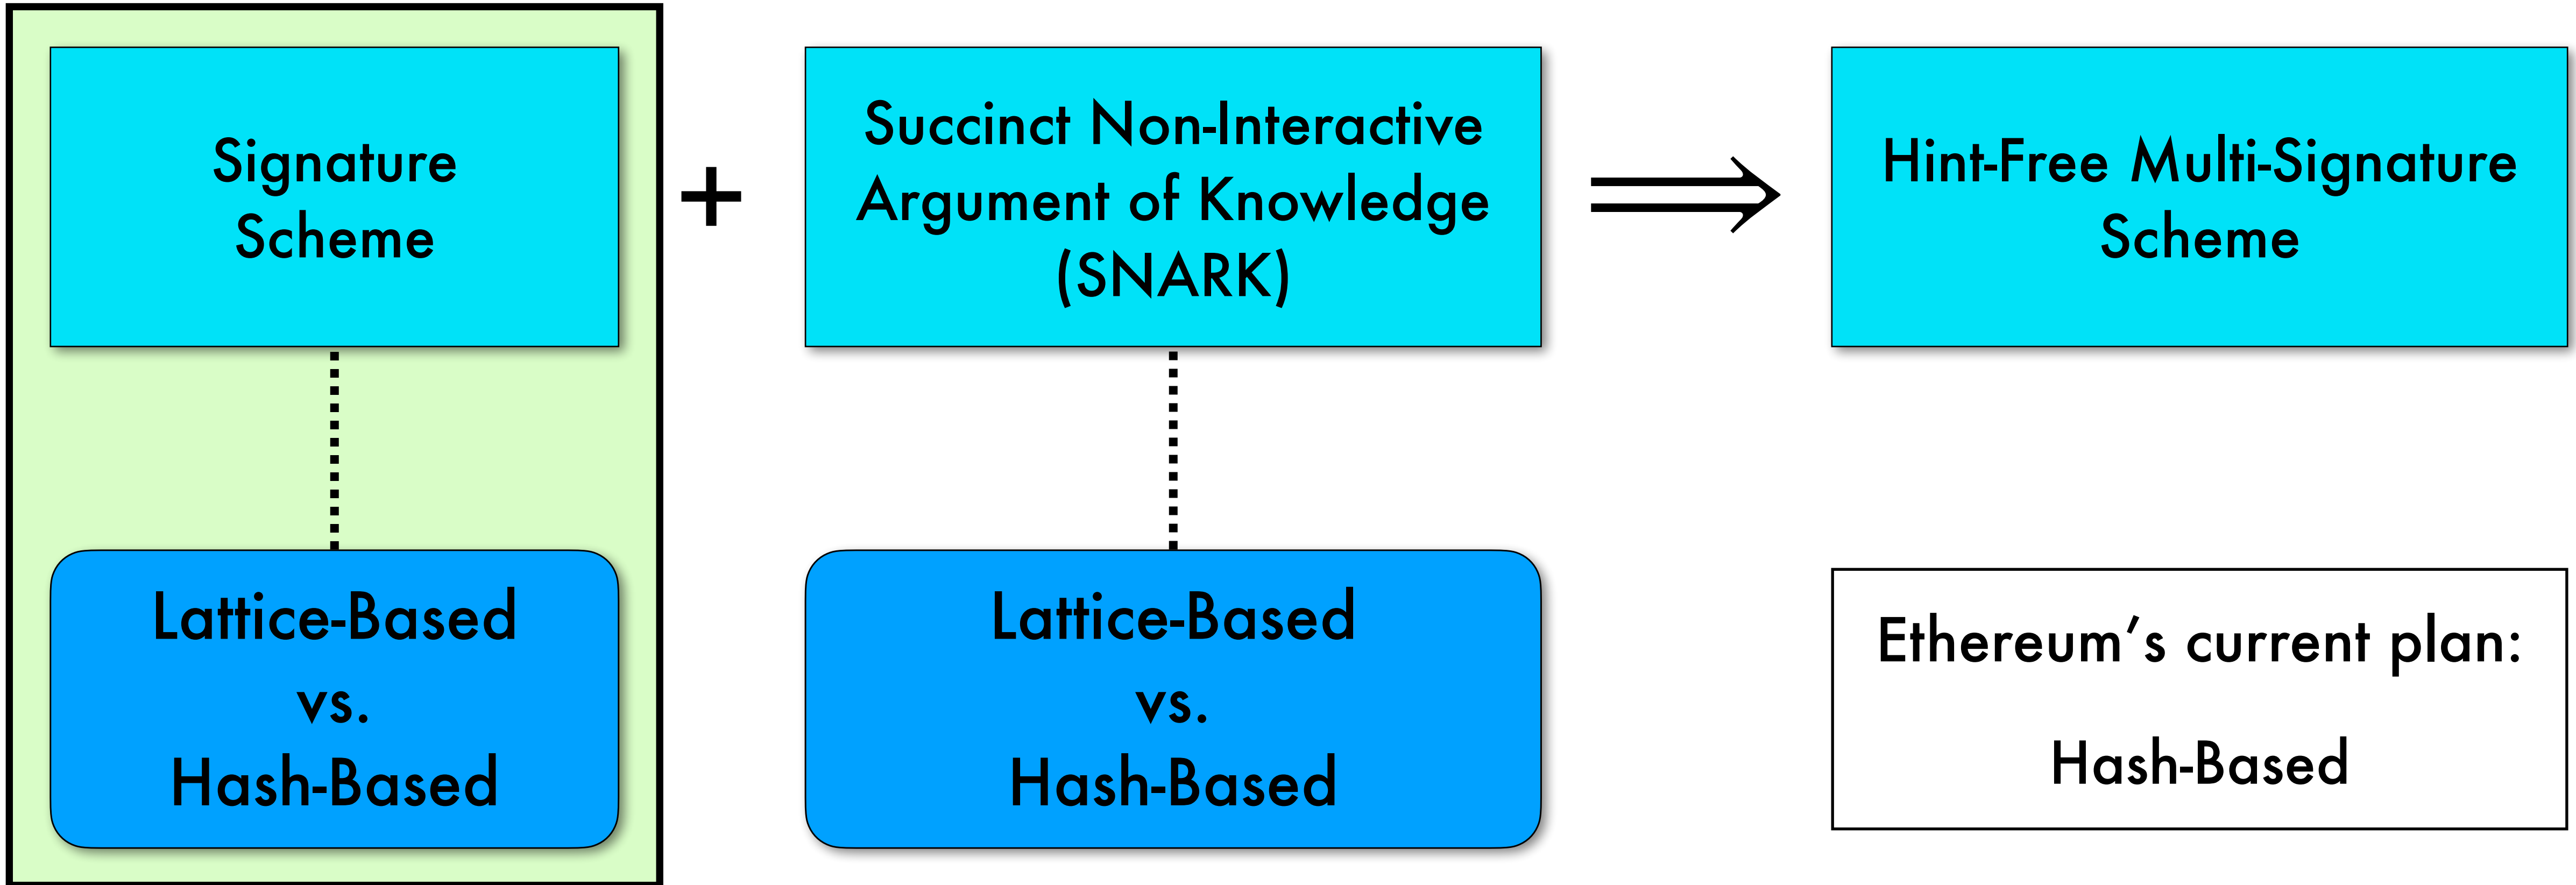 Signature
Scheme
+
Succinct Non-Interactive
Argument of Knowledge
(SNARK)
Hint-Free Multi-Signature
Scheme
Lattice-Based
vs.
Hash-Based
Lattice-Based
vs.
Hash-Based
Ethereum’s current plan:
Hash-Based